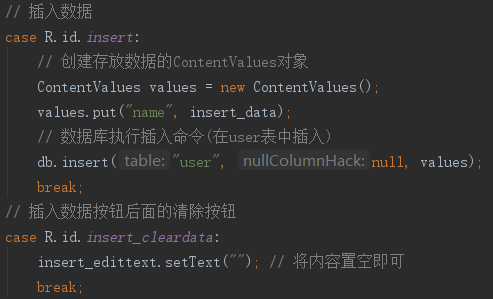 // 插入数据
case R.id.insert:
// 创建存放数据的ContentValues对象
ContentValues values = new ContentValues();
values.put("name", insert_data);
// 数据库执行插入命令(在user表中插入)
db.insert( table: "user", nullColumnHack: null, values);
break;
// 插入数据按钮后面的清除按钮
case R.id.insert_cleardata:
insert_edittext.setText(""); // 将内容置空即可
break;